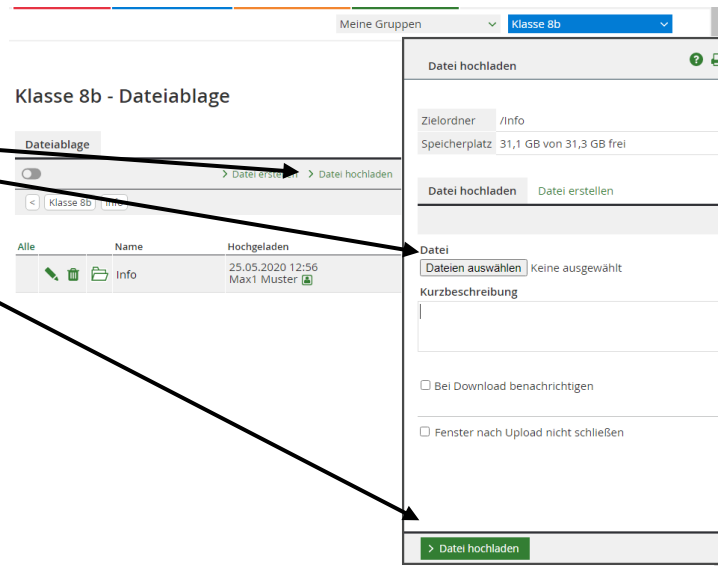 Meine Gruppen
Klasse 8b
Klasse 8b - Dateiablage
Dateiablage
> Datei erstellen > Datei hochladen
< Klasse 8b Info
Alle Name Hochgeladen
Info 25.05.2020 12:56
Max1 Muster
Datei hochladen ?
Zielordner /Info
Speicherplatz 31,1 GB von 31,3 GB frei
Datei hochladen Datei erstellen
Datei
Dateien auswählen Keine ausgewählt
Kurzbeschreibung
Bei Download benachrichtigen
Fenster nach Upload nicht schließen
> Datei hochladen